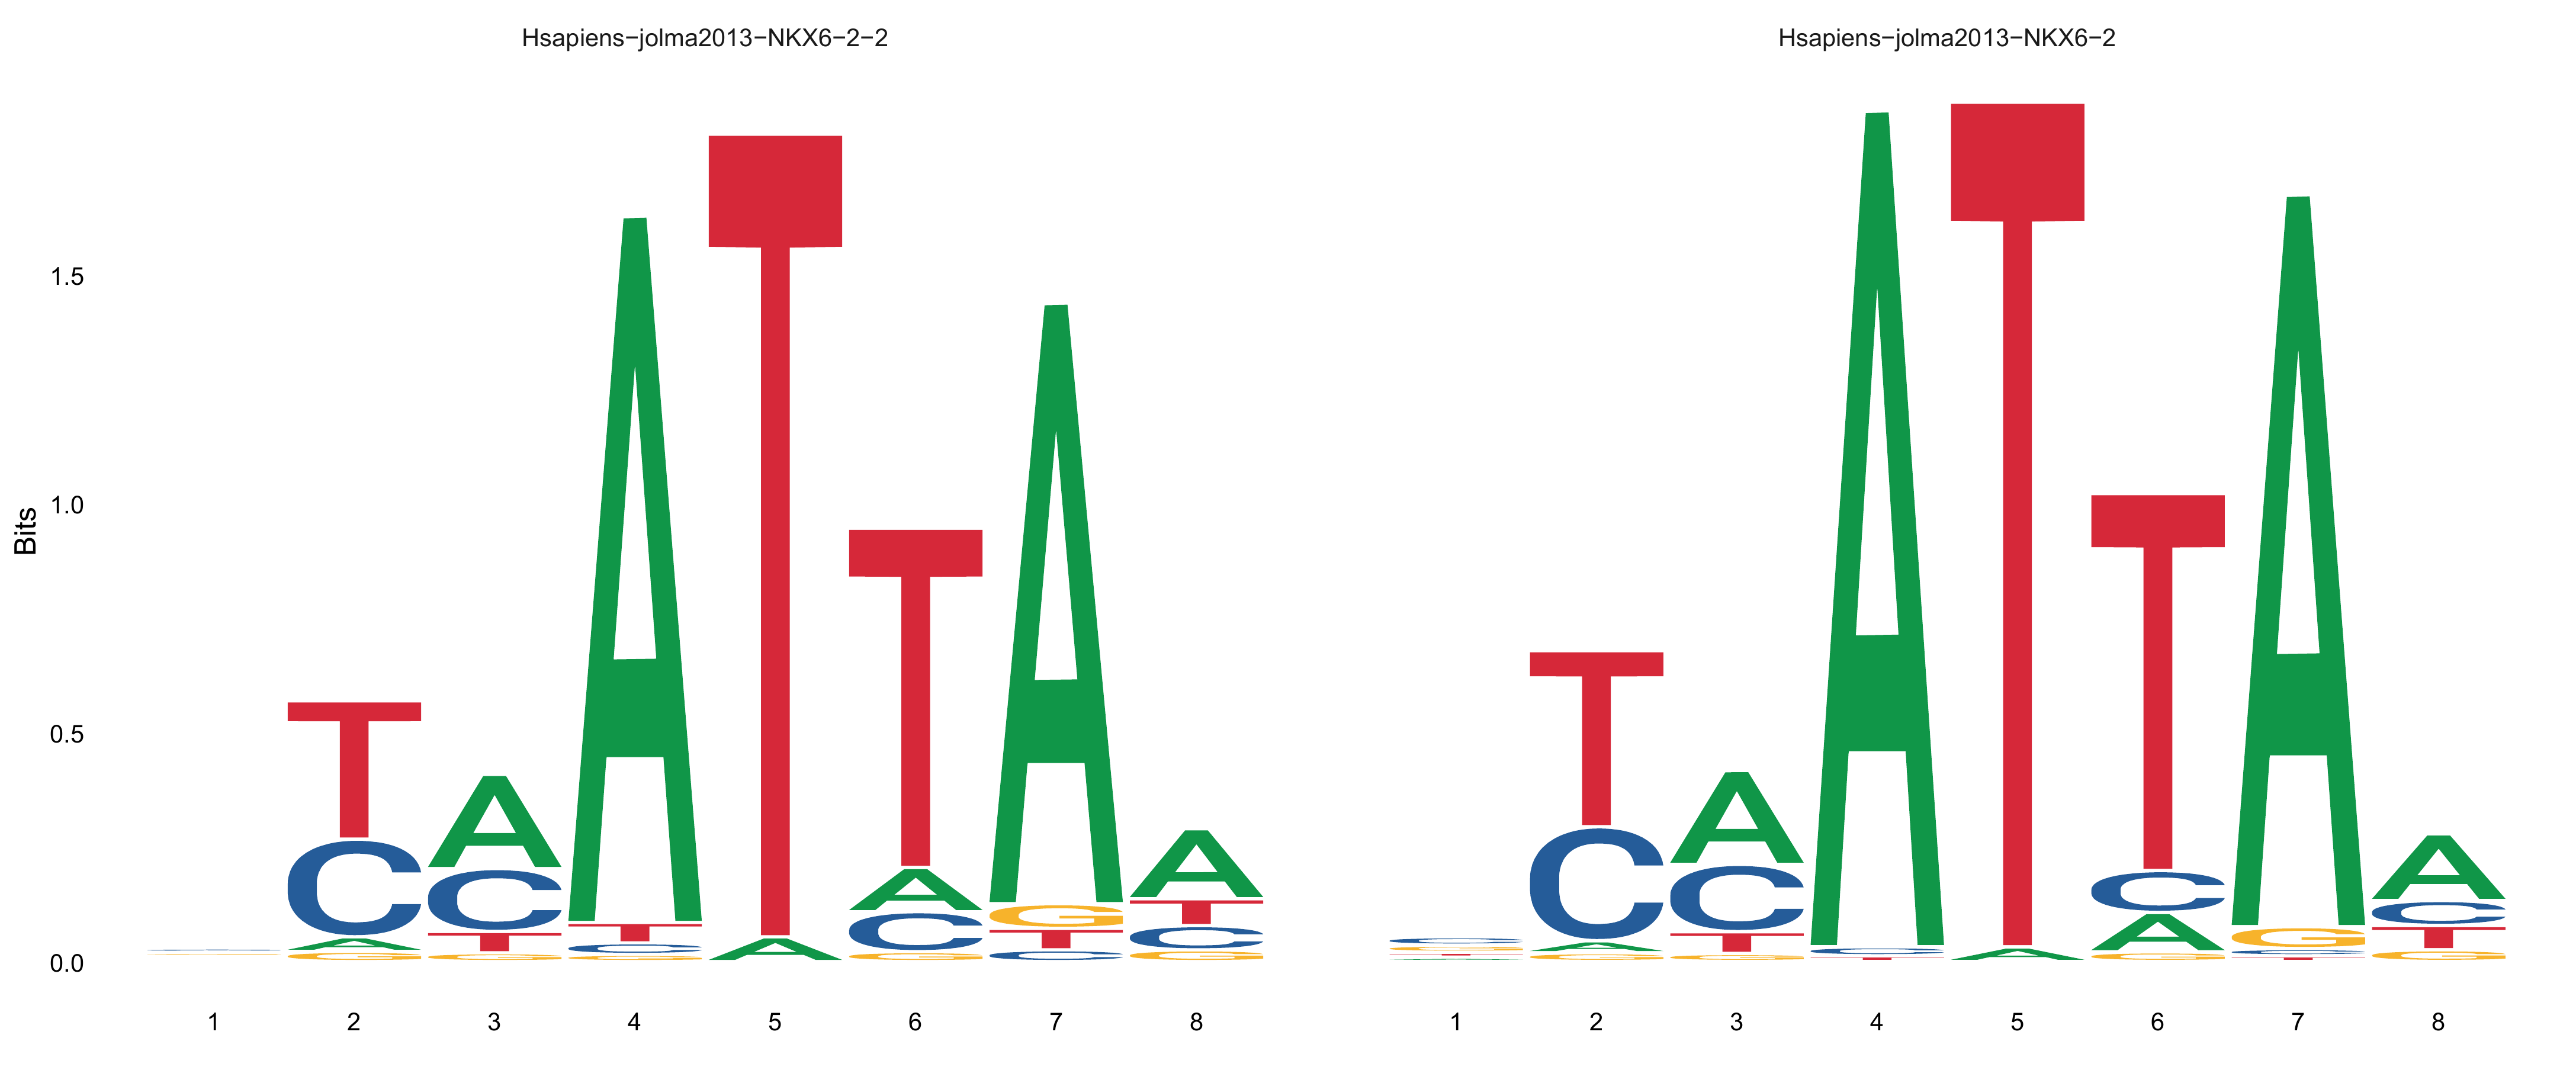 Hsapiens−jolma2013−NKX6−2−2
Hsapiens−jolma2013−NKX6−2
Bits
1.5
1.0
0.5
0.0
T T
C C
A A
G G
A A
C C
T T
G G
A A
T C
C T
G
T T
A A
T T
A C
C A
G G
A A
G G
T C
C T
A A
T C
C T
G G
1 2 3 4 5 6 7 8
1 2 3 4 5 6 7 8